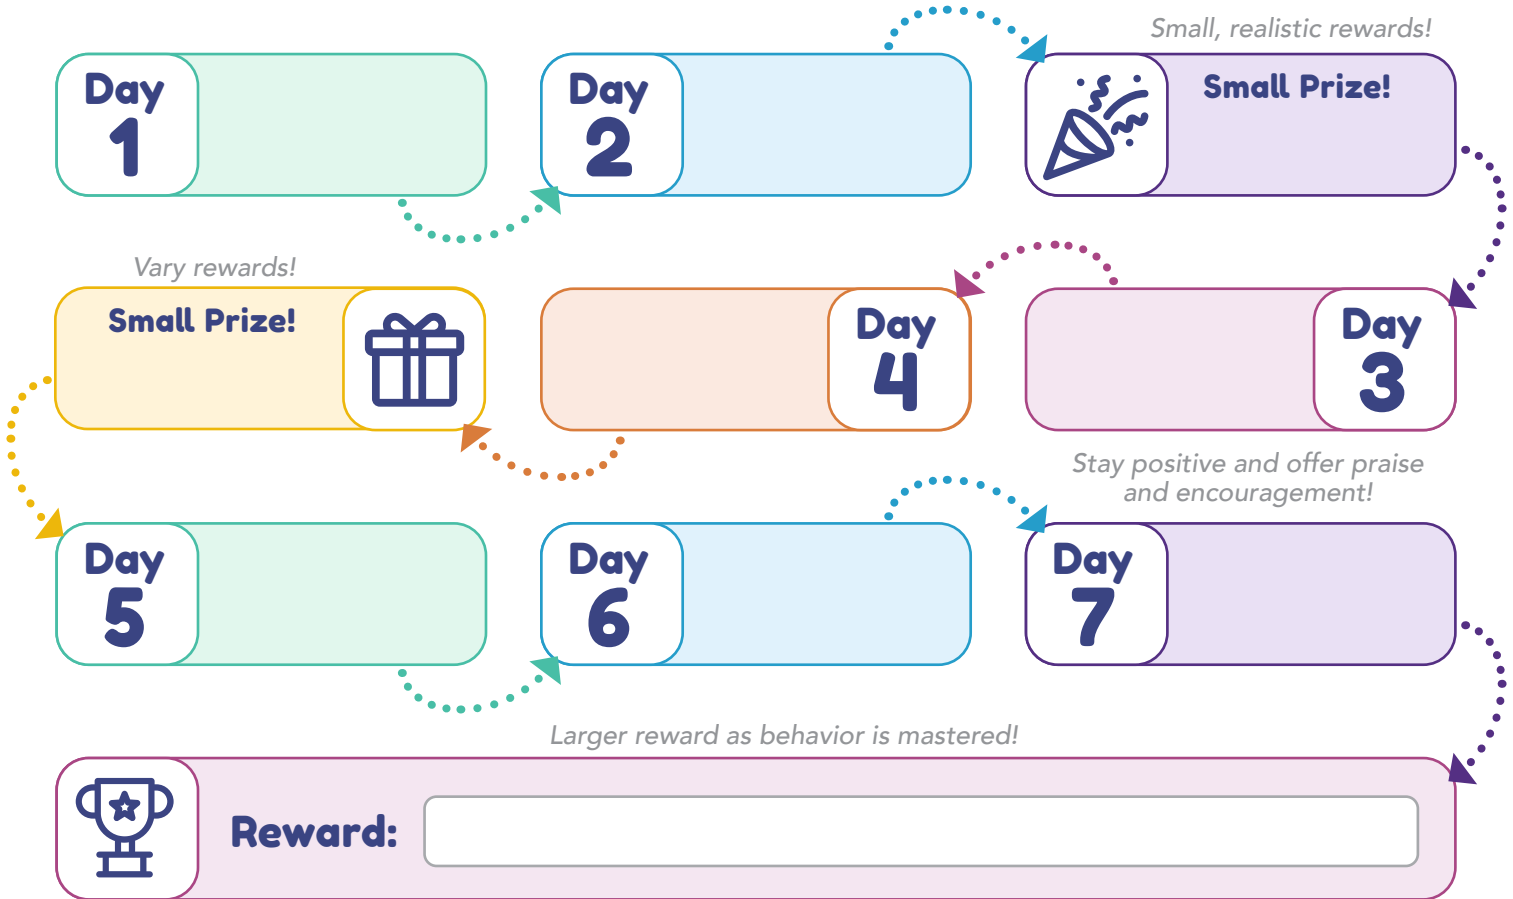 Small, realistic rewards!
Day
1
Day
2
Small Prize!
Vary rewards!
Small Prize!
Day
4
Day
3
Stay positive and offer praise
and encouragement!
Day
5
Day
6
Day
7
Larger reward as behavior is mastered!
Reward: